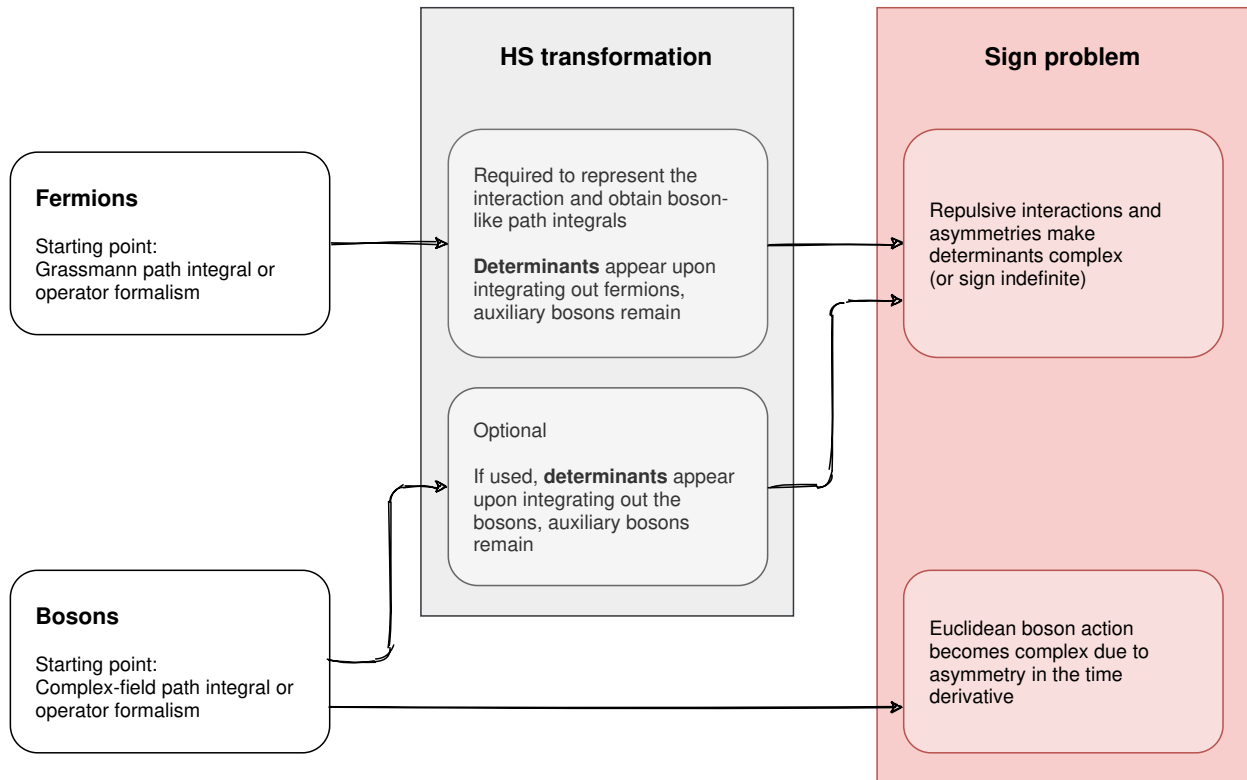 HS transformation
Sign problem
Fermions
Starting point:
Grassmann path integral or
operator formalism
Required to represent the
interaction and obtain boson-
like path integrals
Determinants appear upon
integrating out fermions,
auxiliary bosons remain
Repulsive interactions and
asymmetries make
determinants complex
(or sign indefinite)
Optional
If used, determinants appear
upon integrating out the
bosons, auxiliary bosons
remain
Bosons
Starting point:
Complex-field path integral or
operator formalism
Euclidean boson action
becomes complex due to
asymmetry in the time
derivative